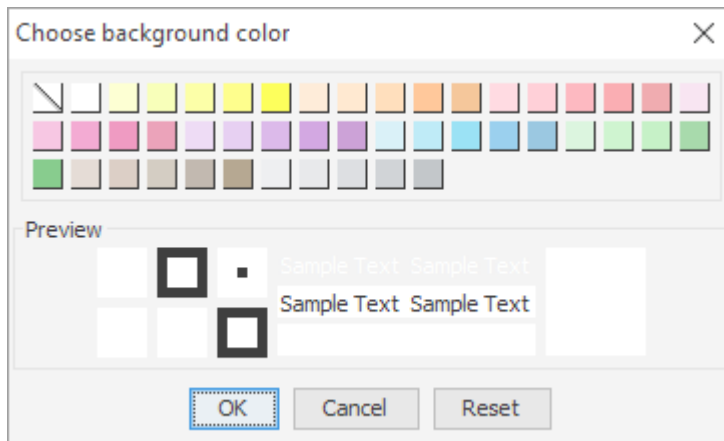 Choose background color
Preview
Sample Text Sample Text
Sample Text Sample Text
OK Cancel Reset